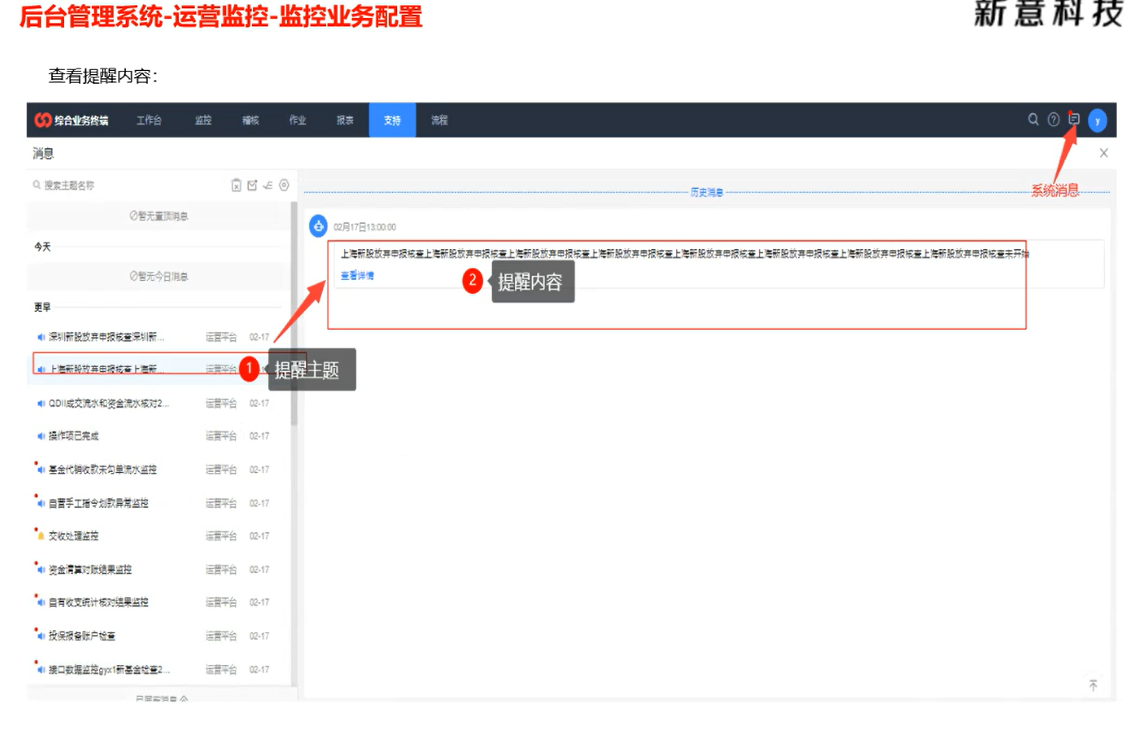 后台管理系统-运营监控-监控业务配置
新意科技
查看提醒内容:
综合业务终端 工作台 监控 稽核 作业 报表 支持 流程
y
消息
搜索主题名称
历史消息
系统消息
暂无置顶消息
02月17日13:00:00
今天
上海新股放弃申报核查上海新股放弃申报核查上海新股放弃申报核查上海新股放弃申报核查上海新股放弃申报核查上海新股放弃申报核查上海新股放弃申报核查上海新股放弃申报核查未开始
查看详情
2 提醒内容
暂无今日消息
更早
深圳新股放弃申报核查深圳新... 运营平台 02-17
上海新股放弃申报核查上海新... 运营平台
1 提醒主题
QDII成交流水和资金流水核对2... 运营平台 02-17
操作项已完成 运营平台 02-17
基金代销收款未勾单流水监控 运营平台 02-17
自营手工指令划款异常监控 运营平台 02-17
交收处理监控 运营平台 02-17
资金清算对账结果监控 运营平台 02-17
自有收支统计核对结果监控 运营平台 02-17
投保报备账户检查 运营平台 02-17
接口数据监控gyx1新基金检查2... 运营平台 02-17